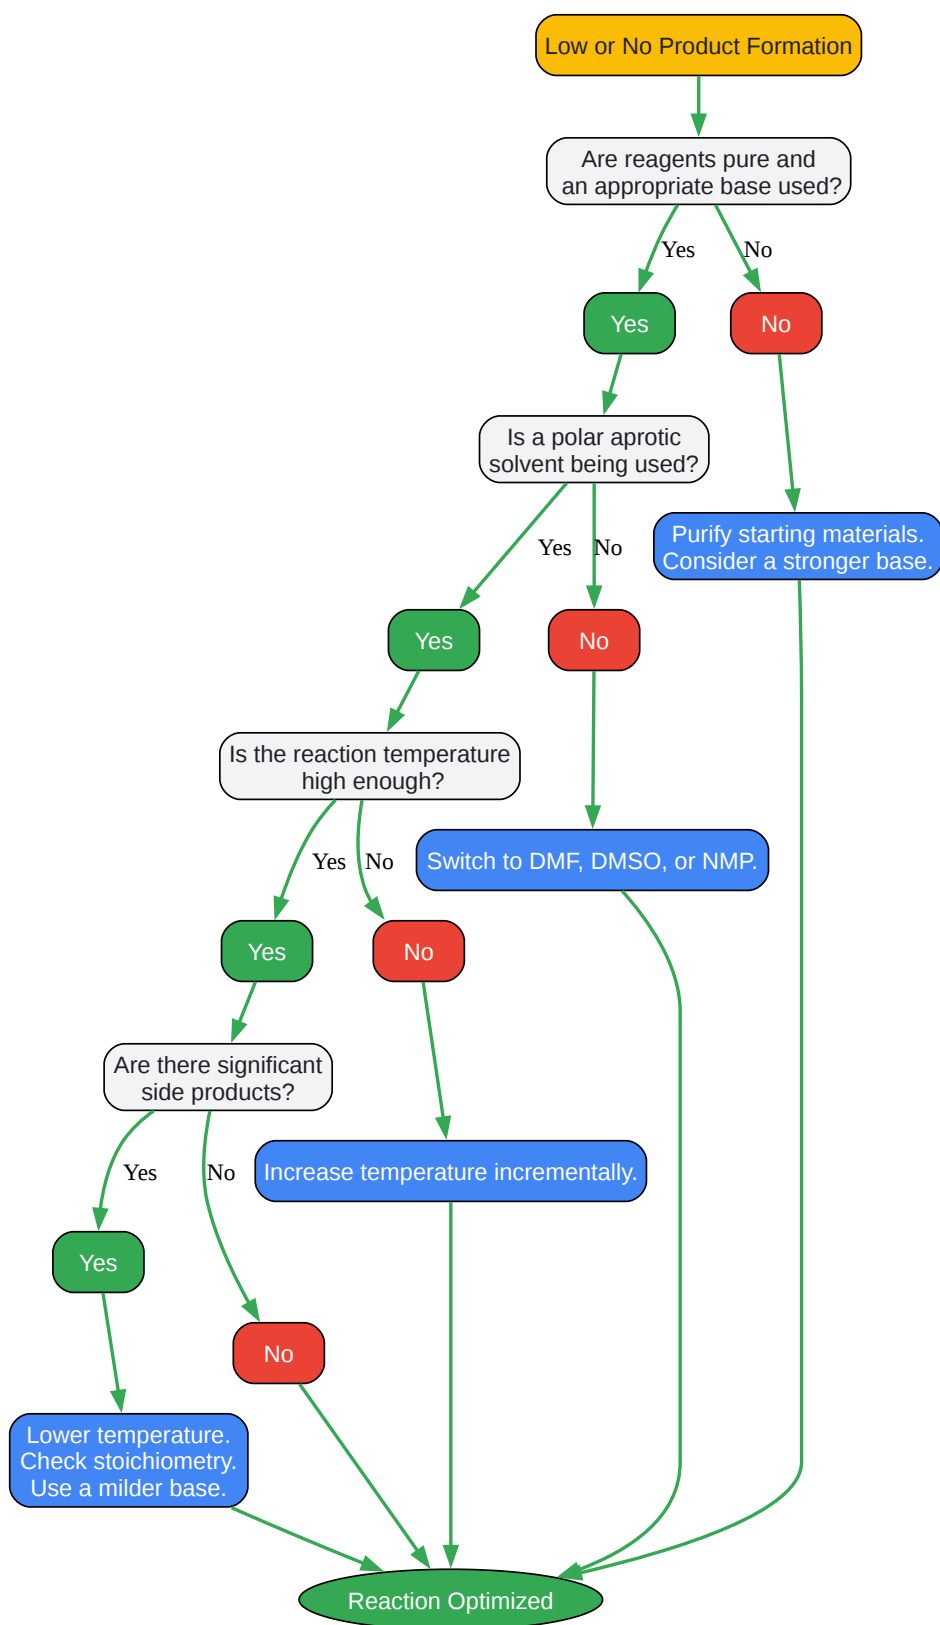 Low or No Product Formation
Are reagents pure and
an appropriate base used?
Yes
No
Yes
No
Is a polar aprotic
solvent being used?
Purify starting materials.
Consider a stronger base.
Yes
No
Yes
No
Is the reaction temperature
high enough?
Switch to DMF, DMSO, or NMP.
Yes
No
Yes
No
Are there significant
side products?
Increase temperature incrementally.
Yes
No
Yes
No
Lower temperature.
Check stoichiometry.
Use a milder base.
Reaction Optimized